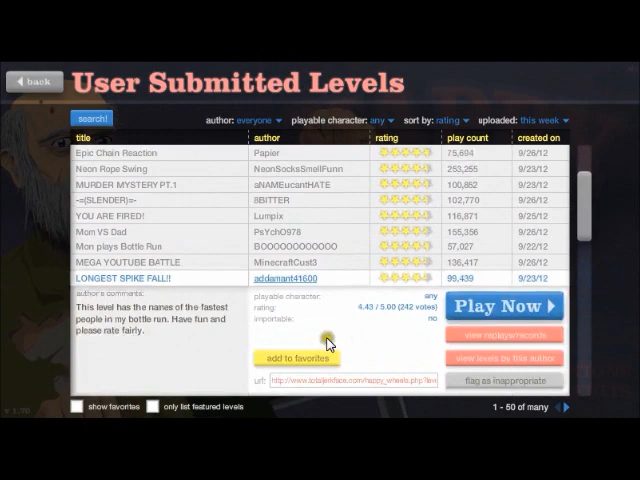 back
User Submitted Levels
search!
author: everyone playable character: any sort by: rating uploaded: this week
title author rating play count created on
Epic Chain Reaction Papier 75,694 9/26/12
Neon Rope Swing NeonSocksSmellFunn 253,255 9/23/12
MURDER MYSTERY PT.1 aNAMEucantHATE 100,852 9/23/12
-=(SLENDER)=- 8BITTER 102,770 9/26/12
YOU ARE FIRED! Lumpix 116,871 9/25/12
Mom VS Dad PsYchO978 155,356 9/26/12
Mon plays Bottle Run BOOOOOOOOOOOO 57,027 9/22/12
MEGA YOUTUBE BATTLE MinecraftCust3 136,417 9/26/12
LONGEST SPIKE FALL!! addamant41600 99,439 9/23/12
author's comments:
This level has the names of the fastest
people in my bottle run. Have fun and
please rate fairly.
playable character: any
rating: 4.43 / 5.00 (242 votes)
importable: no
add to favorites
url: http://www.totaljerkface.com/happy_wheels.php?lev
Play Now
view replays/records
view levels by this author
flag as inappropriate
show favorites only list featured levels 1 - 50 of many